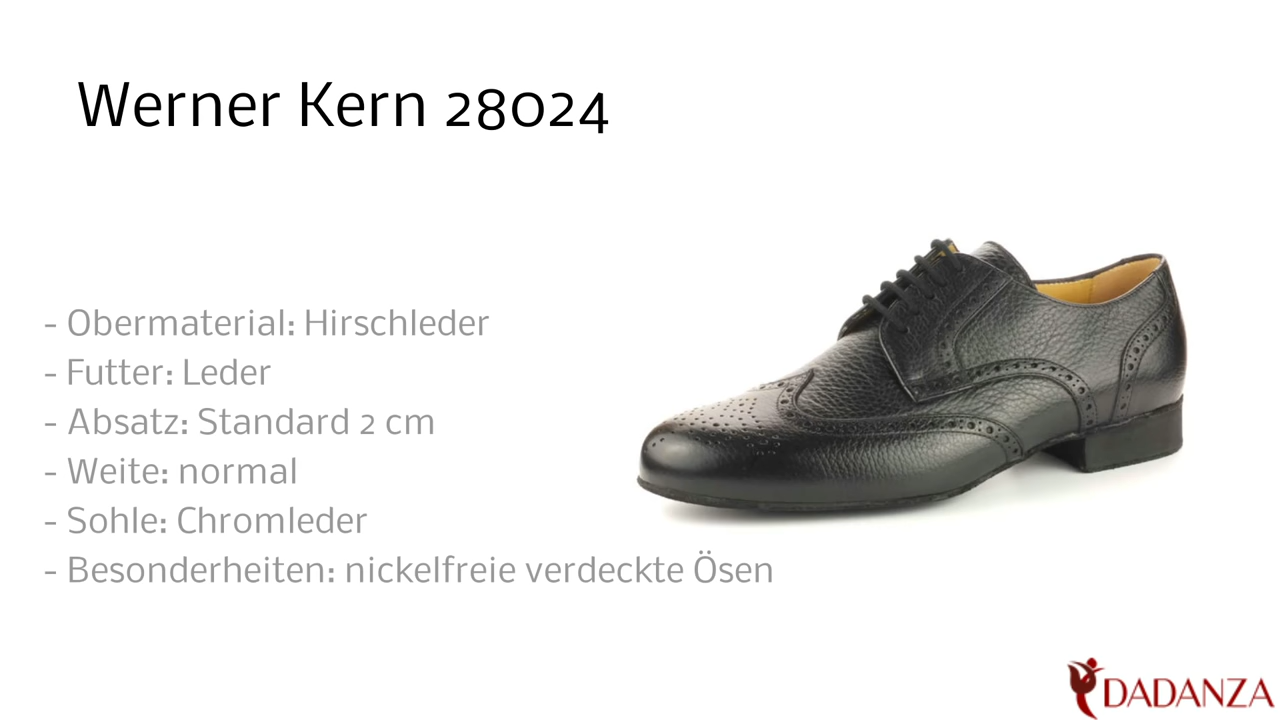 Werner Kern 28024
- Obermaterial: Hirschleder
- Futter: Leder
- Absatz: Standard 2 cm
- Weite: normal
- Sohle: Chromleder
- Besonderheiten: nickelfreie verdeckte Ösen
DADANZA